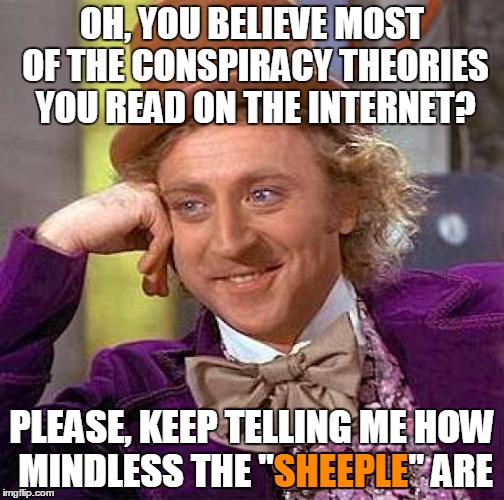 OH, YOU BELIEVE MOST
OF THE CONSPIRACY THEORIES
YOU READ ON THE INTERNET?
PLEASE, KEEP TELLING ME HOW
MINDLESS THE "SHEEPLE" ARE
imgflip.com